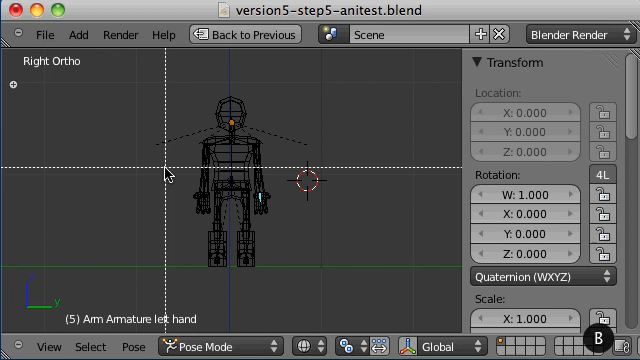 version5-step5-anitest.blend
File Add Render Help Back to Previous Scene Blender Render
Right Ortho
Transform
Location:
X: 0.000
Y: 0.000
Z: 0.000
Rotation: 4L
W: 1.000
X: 0.000
Y: 0.000
Z: 0.000
Quaternion (WXYZ)
Scale:
X: 1.000
z
y
(5) Arm Armature left hand
B
View Select Pose Pose Mode Global